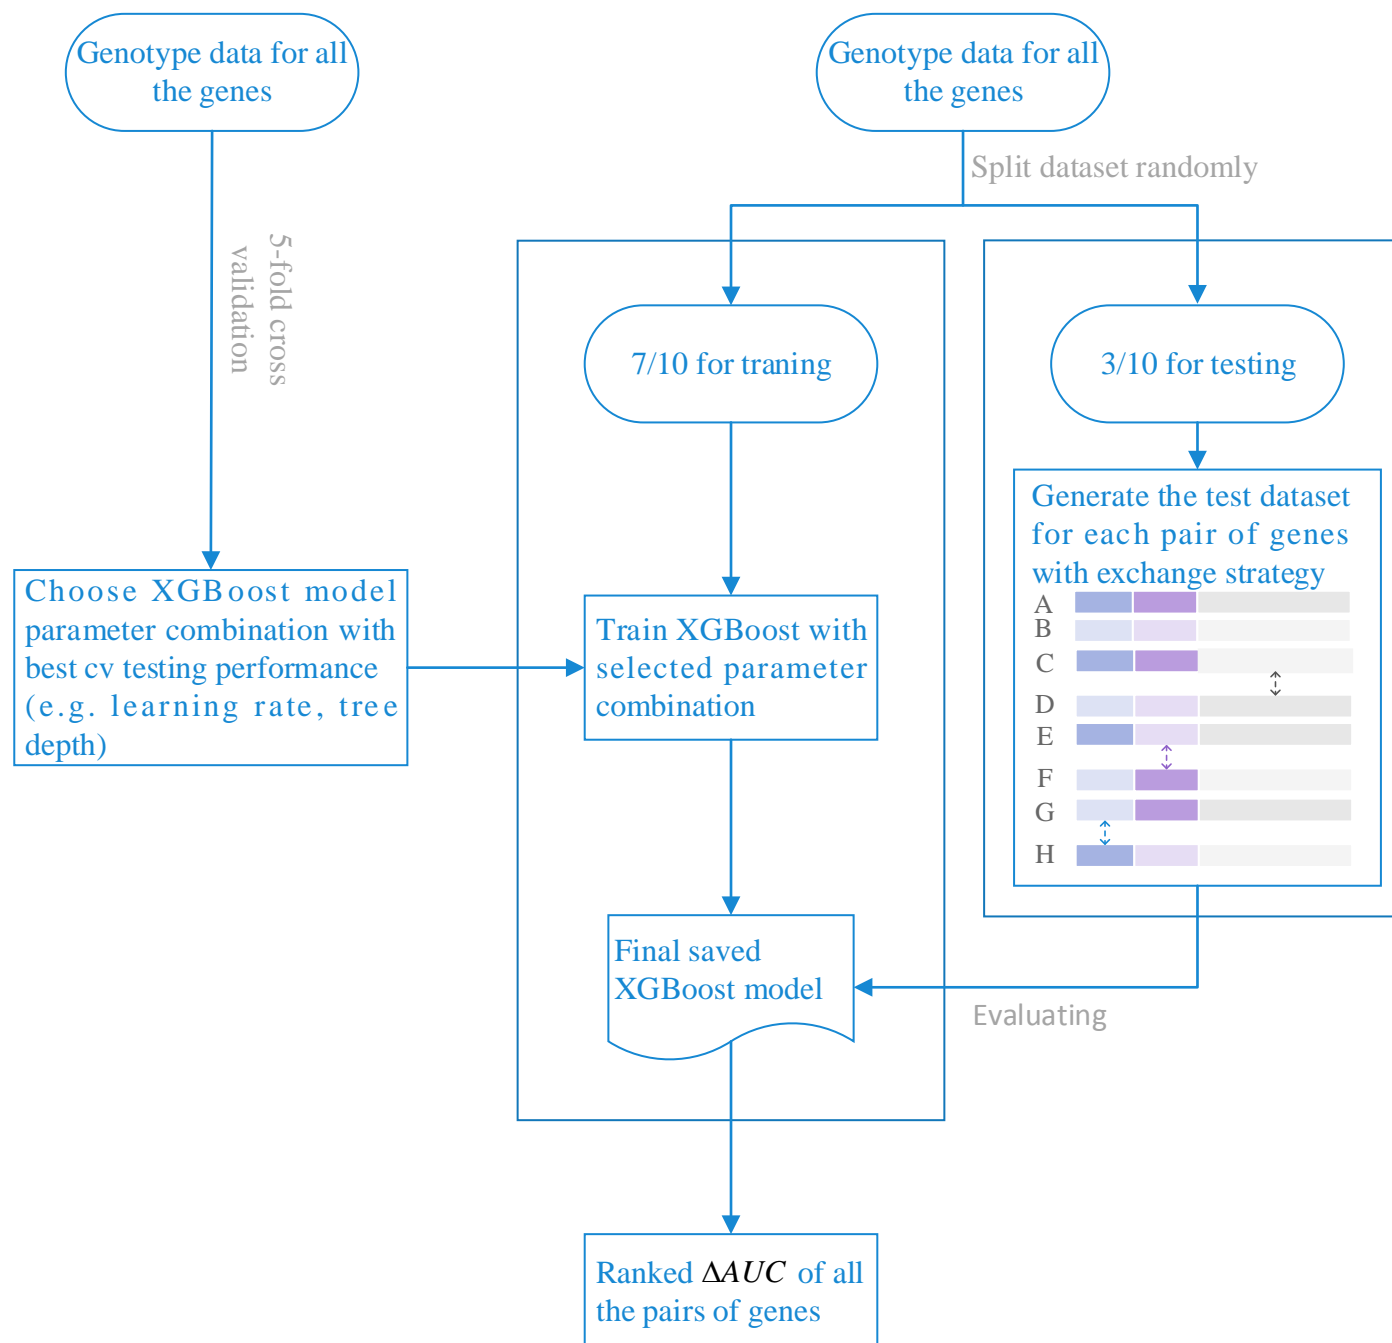 Genotype data for all
the genes
Genotype data for all
the genes
Split dataset randomly
5-fold cross
validation
7/10 for traning
3/10 for testing
Generate the test dataset
for each pair of genes
with exchange strategy
A
B
C
D
E
F
G
H
Choose XGBoost model
parameter combination with
best cv testing performance
(e.g. learning rate, tree
depth)
Train XGBoost with
selected parameter
combination
Final saved
XGBoost model
Evaluating
Ranked ΔAUC of all
the pairs of genes